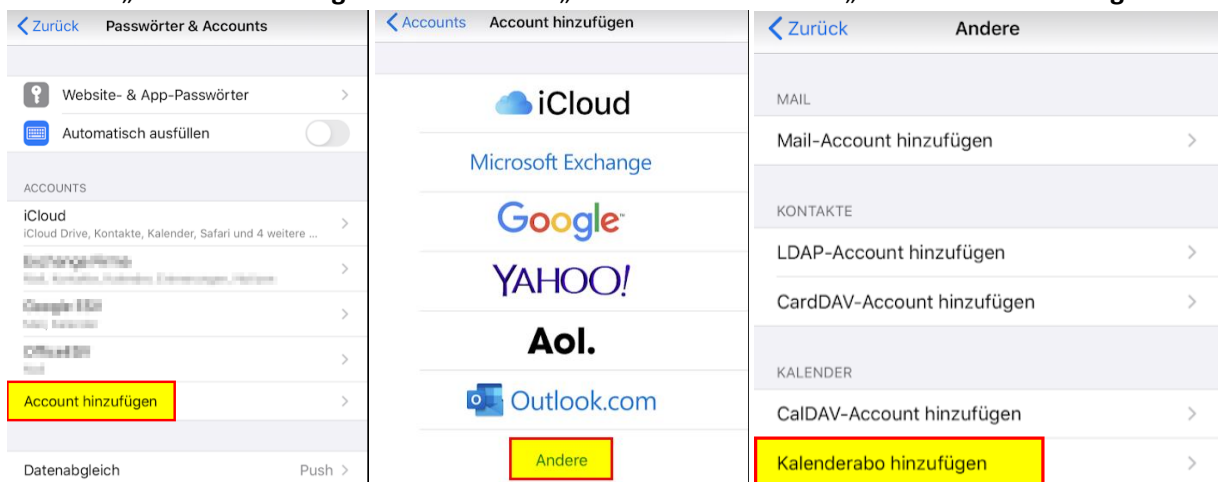 Zurück
Passwörter & Accounts
Website- & App-Passwörter
Automatisch ausfüllen
ACCOUNTS
iCloud
iCloud Drive, Kontakte, Kalender, Safari und 4 weitere ...
Account hinzufügen
Datenabgleich Push
Accounts
Account hinzufügen
iCloud
Microsoft Exchange
Google
YAHOO!
Aol.
Outlook.com
Andere
Zurück
Andere
MAIL
Mail-Account hinzufügen
KONTAKTE
LDAP-Account hinzufügen
CardDAV-Account hinzufügen
KALENDER
CalDAV-Account hinzufügen
Kalenderabo hinzufügen